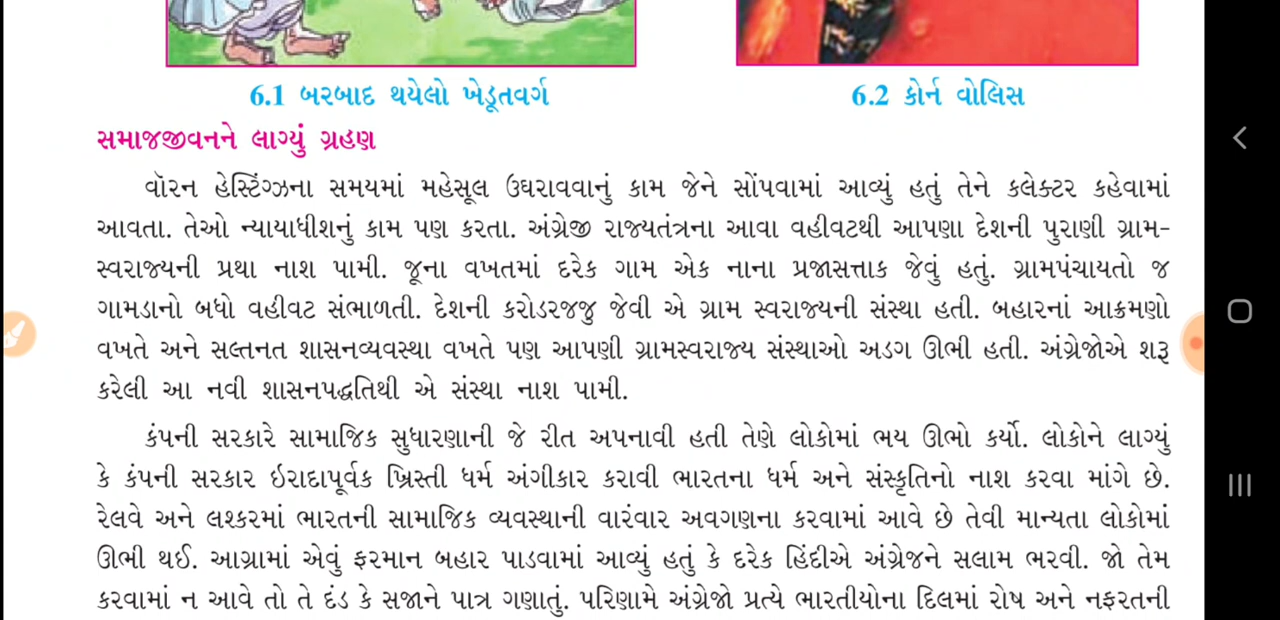 6.1 બરબાદ થયેલો ખેડૂતવર્ગ
6.2 કોર્ન વોલિસ
સમાજજીવનને લાગ્યું ગ્રહણ
વૉરન હેસ્ટિંગ્ઝના સમયમાં મહેસૂલ ઉઘરાવવાનું કામ જેને સોંપવામાં આવ્યું હતું તેને કલેક્ટર કહેવામાં
આવતા. તેઓ ન્યાયાધીશનું કામ પણ કરતા. અંગ્રેજી રાજ્યતંત્રના આવા વહીવટથી આપણા દેશની પુરાણી ગ્રામ-
સ્વરાજ્યની પ્રથા નાશ પામી. જૂના વખતમાં દરેક ગામ એક નાના પ્રજાસત્તાક જેવું હતું. ગ્રામપંચાયતો જ
ગામડાનો બધો વહીવટ સંભાળતી. દેશની કરોડરજજુ જેવી એ ગ્રામ સ્વરાજ્યની સંસ્થા હતી. બહારનાં આક્રમણો
વખતે અને સલ્તનત શાસનવ્યવસ્થા વખતે પણ આપણી ગ્રામસ્વરાજ્ય સંસ્થાઓ અડગ ઊભી હતી. અંગ્રેજોએ શરૂ
કરેલી આ નવી શાસનપદ્ધતિથી એ સંસ્થા નાશ પામી.
કંપની સરકારે સામાજિક સુધારણાની જે રીત અપનાવી હતી તેણે લોકોમાં ભય ઊભો કર્યો. લોકોને લાગ્યું
કે કંપની સરકાર ઇરાદાપૂર્વક ખ્રિસ્તી ધર્મ અંગીકાર કરાવી ભારતના ધર્મ અને સંસ્કૃતિનો નાશ કરવા માંગે છે.
રેલવે અને લશ્કરમાં ભારતની સામાજિક વ્યવસ્થાની વારંવાર અવગણના કરવામાં આવે છે તેવી માન્યતા લોકોમાં
ઊભી થઈ. આગ્રામાં એવું ફરમાન બહાર પાડવામાં આવ્યું હતું કે દરેક હિંદીએ અંગ્રેજને સલામ ભરવી. જો તેમ
કરવામાં ન આવે તો તે દંડ કે સજાને પાત્ર ગણાતું. પરિણામે અંગ્રેજો પ્રત્યે ભારતીયોના દિલમાં રોષ અને નફરતની